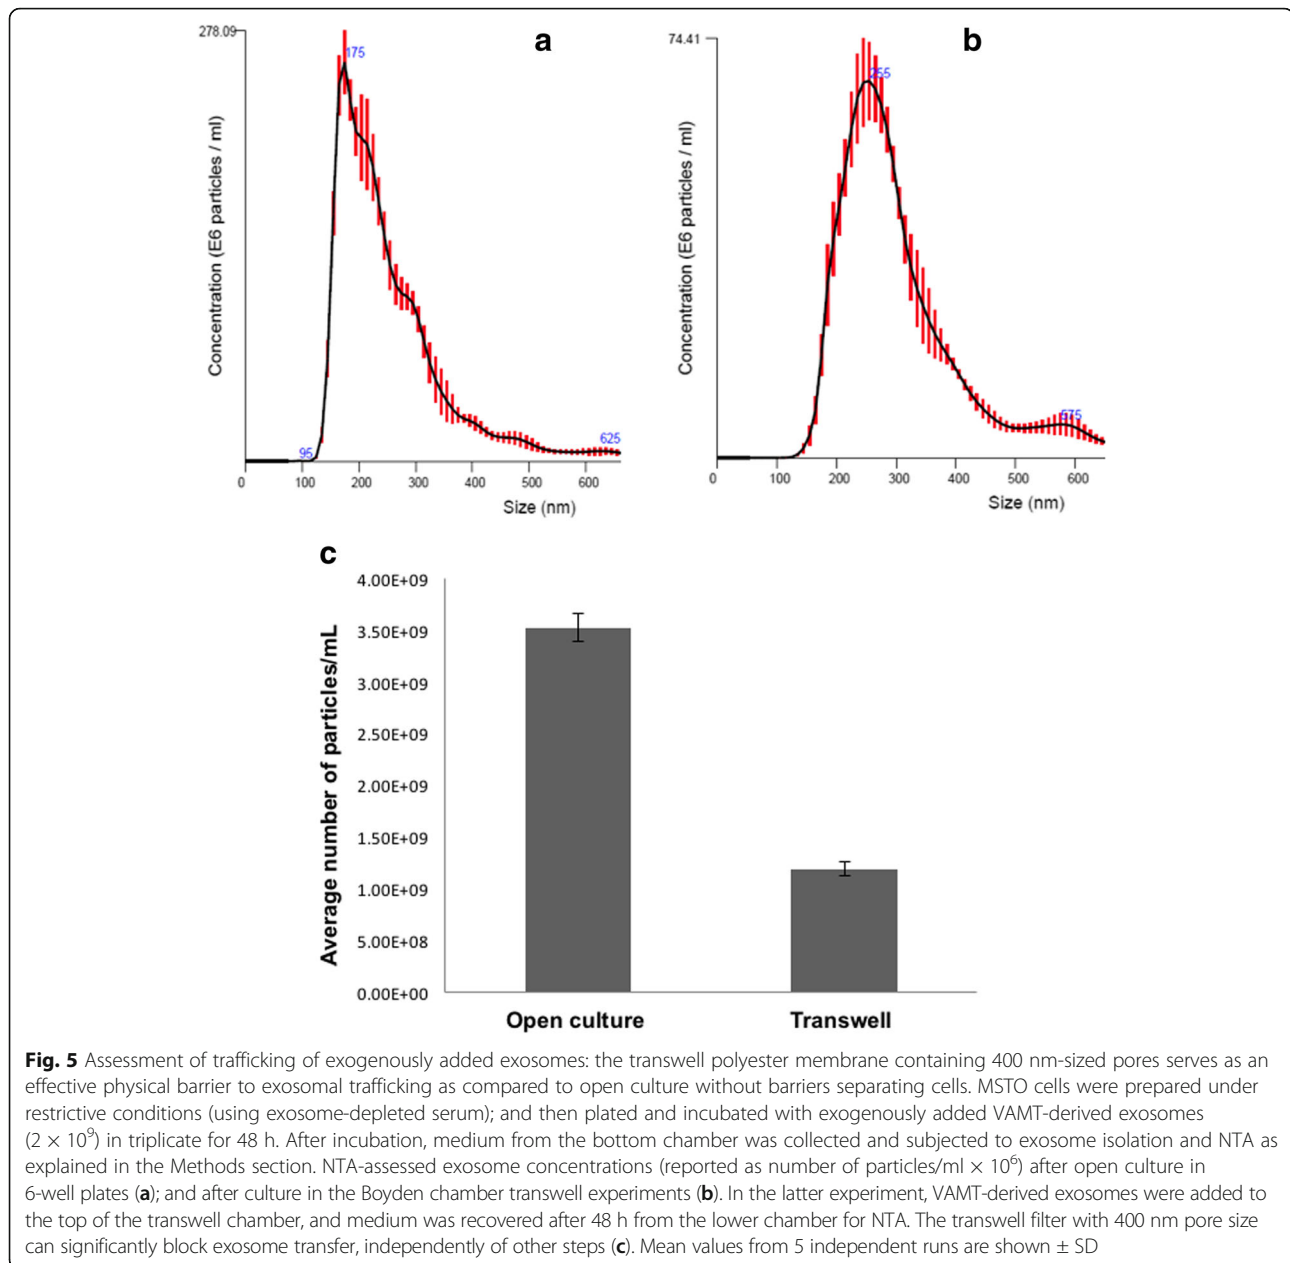 278.09
a
175
Concentration (E6 particles / ml)
95
625
0 100 200 300 400 500 600
Size (nm)
74.41
b
255
Concentration (E6 particles / ml)
575
0 100 200 300 400 500 600
Size (nm)
c
4.00E+09
3.50E+09
3.00E+09
2.50E+09
2.00E+09
1.50E+09
1.00E+09
5.00E+08
0.00E+00
Average number of particles/mL
Open culture Transwell
Fig. 5 Assessment of trafficking of exogenously added exosomes: the transwell polyester membrane containing 400 nm-sized pores serves as an
effective physical barrier to exosomal trafficking as compared to open culture without barriers separating cells. MSTO cells were prepared under
restrictive conditions (using exosome-depleted serum); and then plated and incubated with exogenously added VAMT-derived exosomes
(2 × 10⁹) in triplicate for 48 h. After incubation, medium from the bottom chamber was collected and subjected to exosome isolation and NTA as
explained in the Methods section. NTA-assessed exosome concentrations (reported as number of particles/ml × 10⁶) after open culture in
6-well plates (a); and after culture in the Boyden chamber transwell experiments (b). In the latter experiment, VAMT-derived exosomes were added to
the top of the transwell chamber, and medium was recovered after 48 h from the lower chamber for NTA. The transwell filter with 400 nm pore size
can significantly block exosome transfer, independently of other steps (c). Mean values from 5 independent runs are shown ± SD